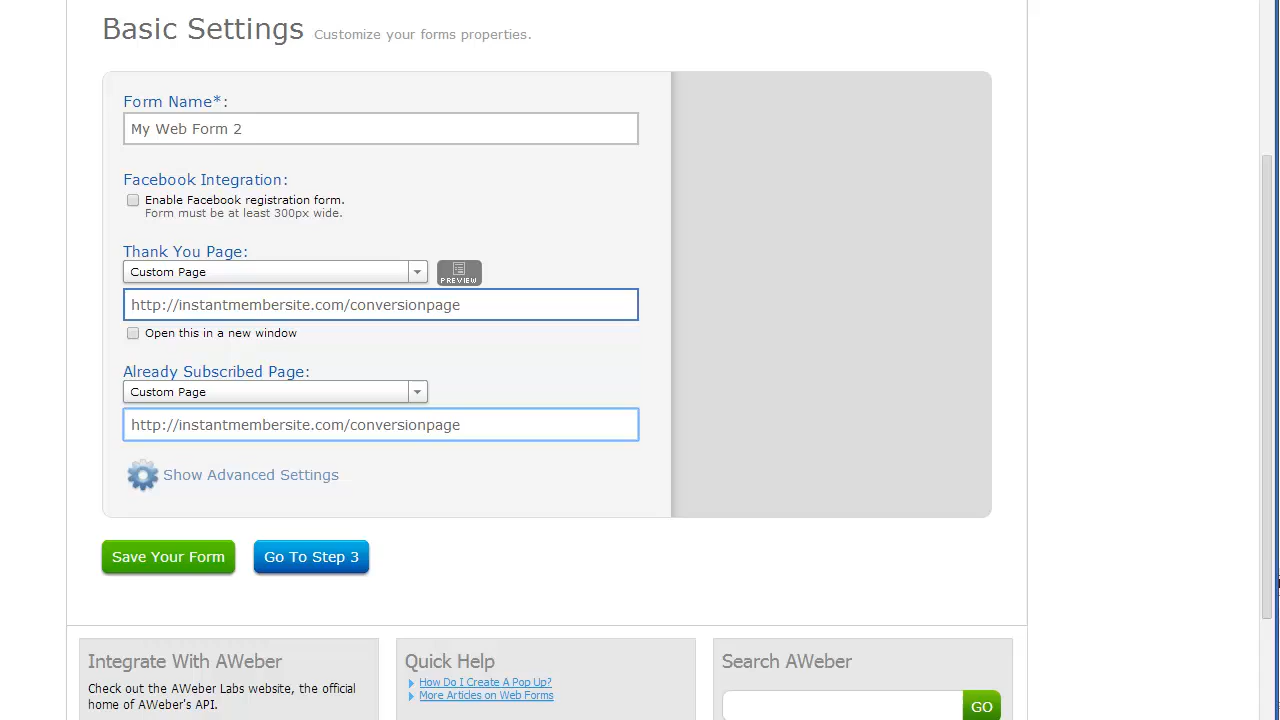 Basic Settings Customize your forms properties.
Form Name*:
My Web Form 2
Facebook Integration:
Enable Facebook registration form.
Form must be at least 300px wide.
Thank You Page:
Custom Page
PREVIEW
http://instantmembersite.com/conversionpage
Open this in a new window
Already Subscribed Page:
Custom Page
http://instantmembersite.com/conversionpage
Show Advanced Settings
Save Your Form Go To Step 3
Integrate With AWeber
Check out the AWeber Labs website, the official
home of AWeber's API.
Quick Help
How Do I Create A Pop Up?
More Articles on Web Forms
Search AWeber
GO